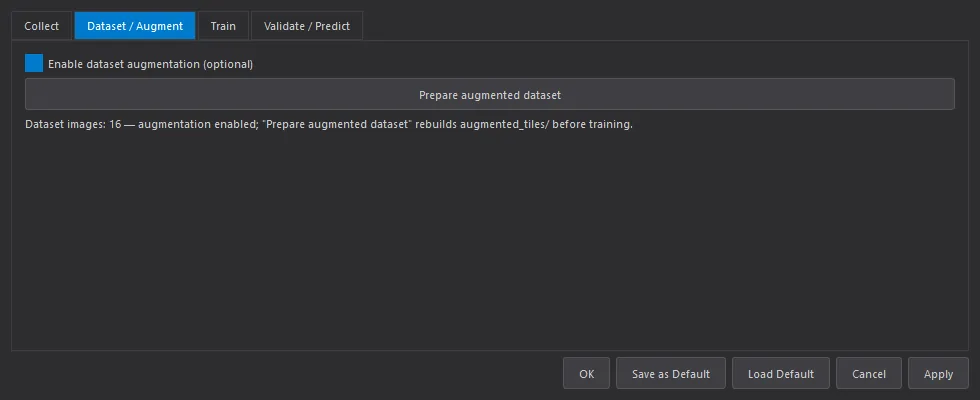 Collect Dataset / Augment Train Validate / Predict
Enable dataset augmentation (optional)
Prepare augmented dataset
Dataset images: 16 — augmentation enabled; "Prepare augmented dataset" rebuilds augmented_tiles/ before training.
OK Save as Default Load Default Cancel Apply